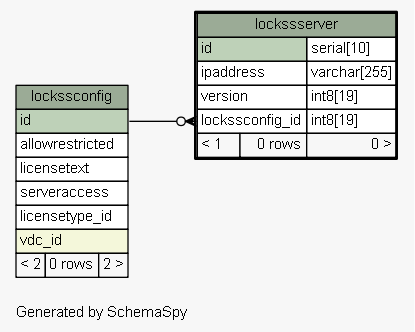 lockssserver
id serial[10]
ipaddress varchar[255]
version int8[19]
lockssconfig_id int8[19]
< 1 0 rows 0 >
lockssconfig
id
allowrestricted
licensetext
serveraccess
licensetype_id
vdc_id
< 2 0 rows 2 >
Generated by SchemaSpy